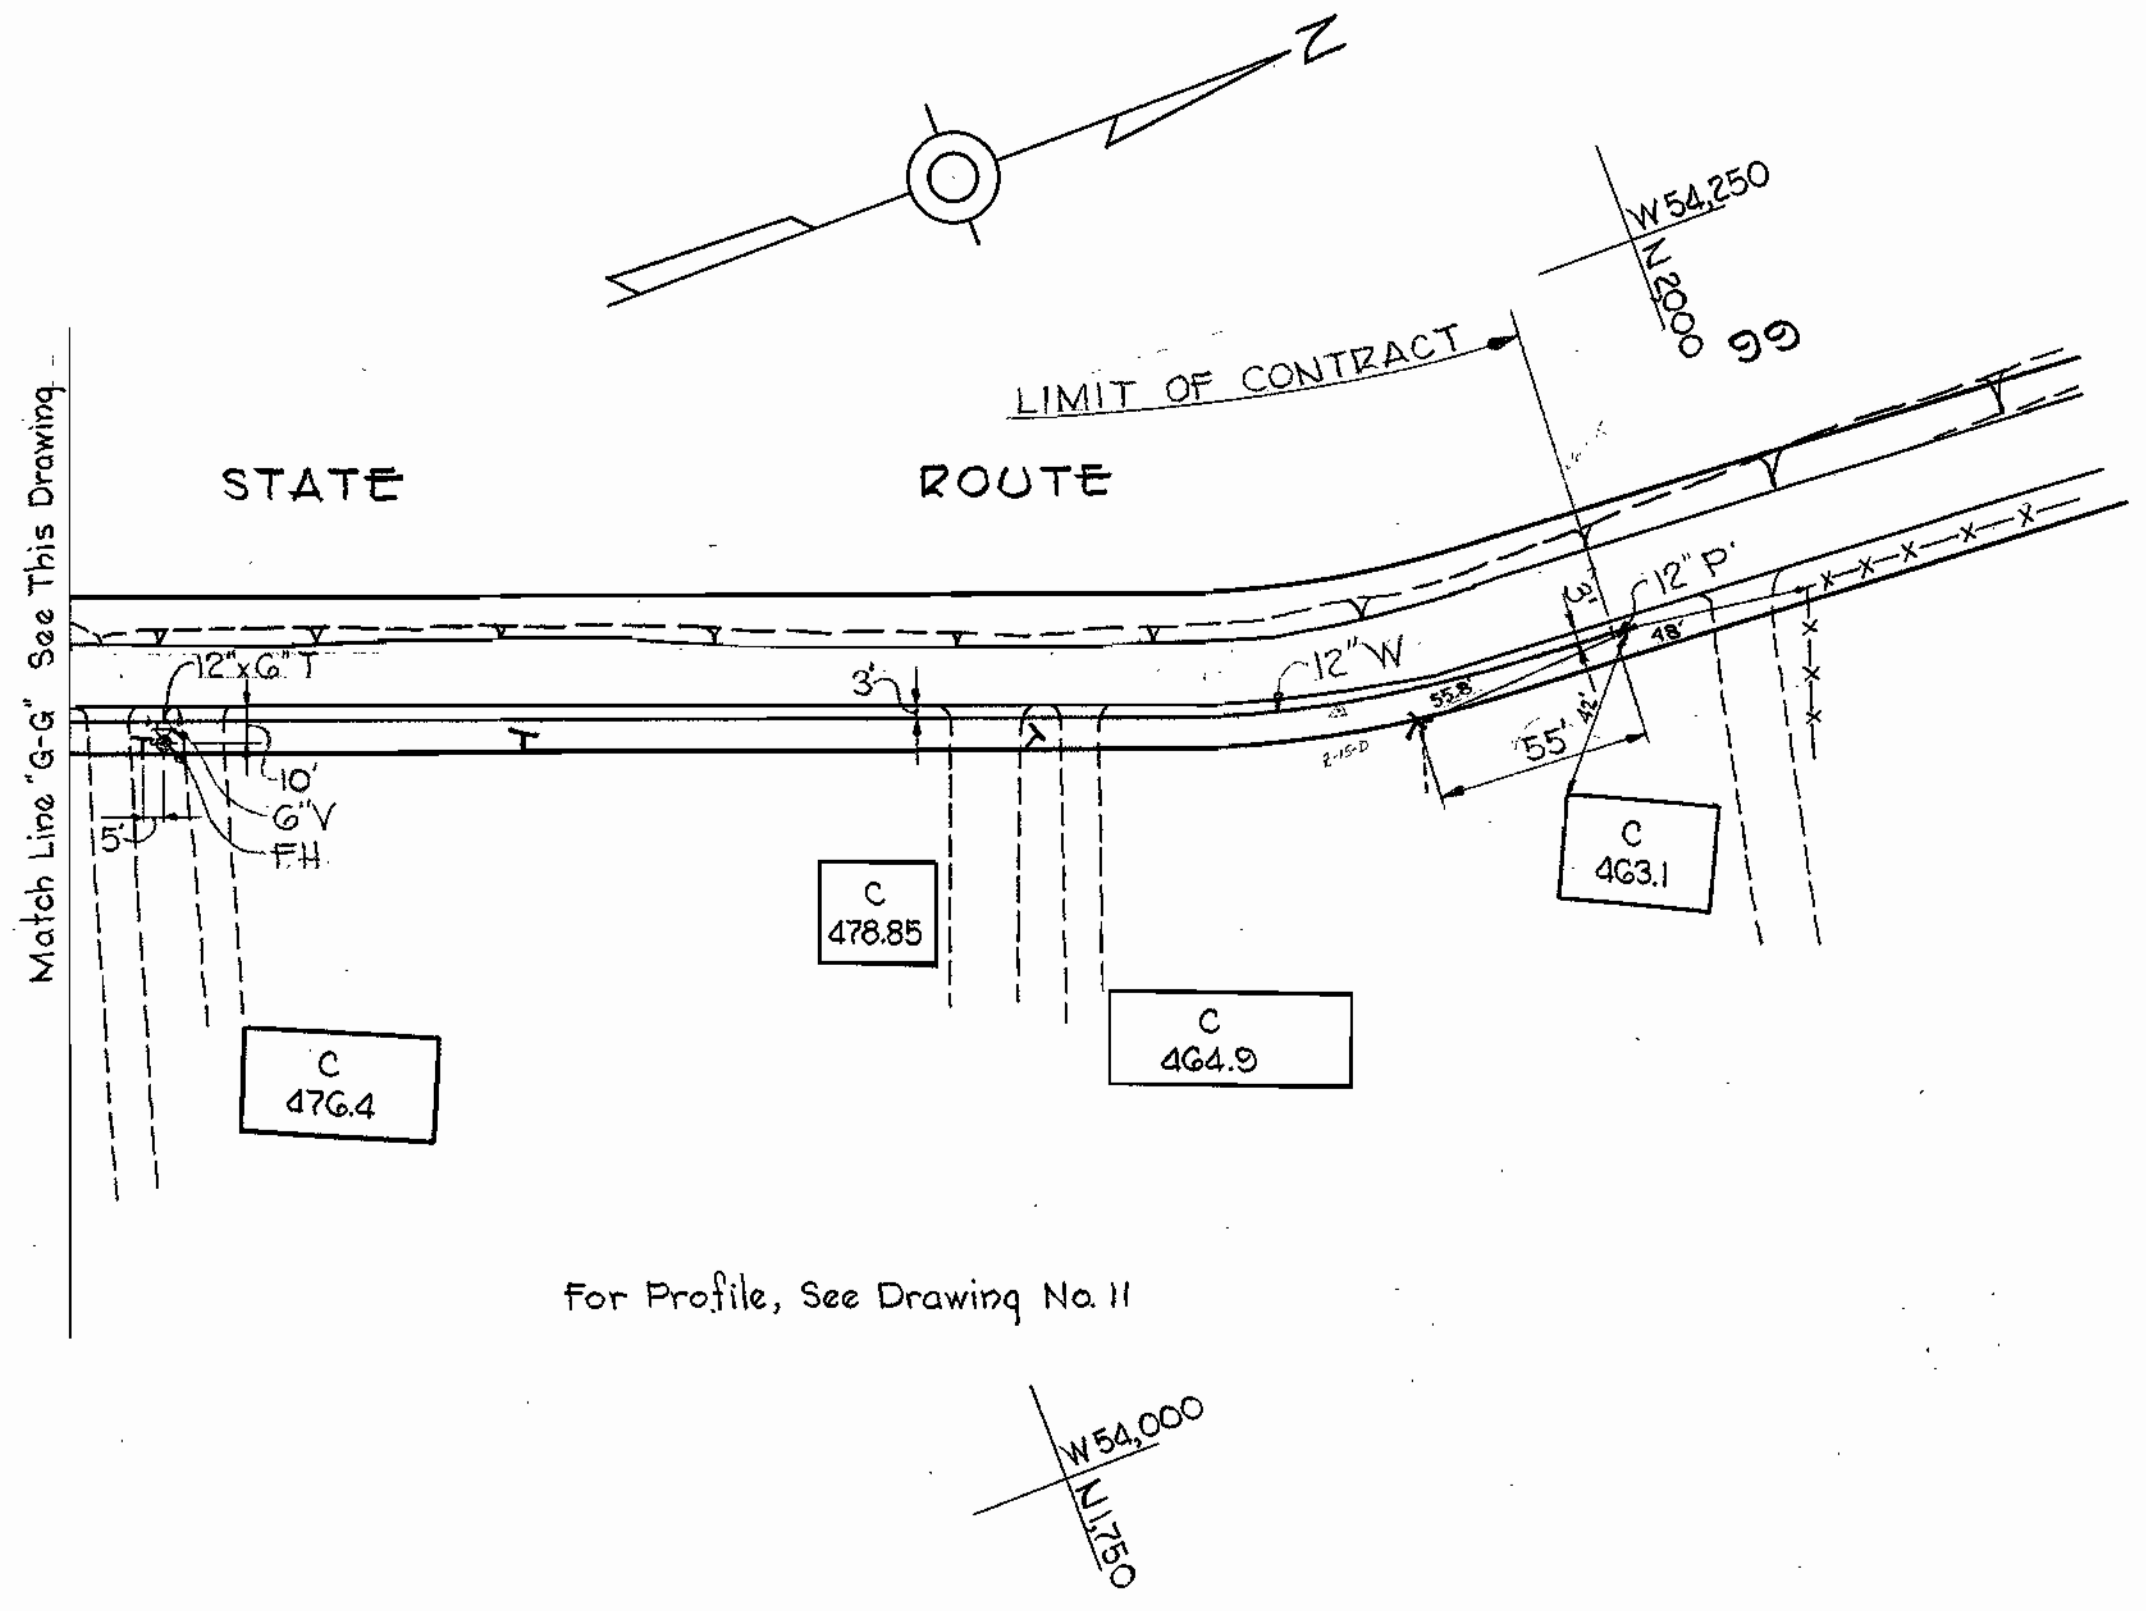 N
W 54,250
N 2000
LIMIT OF CONTRACT
STATE ROUTE 99
Match Line "G-G" See This Drawing
12"x6" T
3'
12" W
3'
12" P
48'
55.8'
42'
55'
2-15-D
10'
6" V
F.H.
5'
C
463.1
C
478.85
C
464.9
C
476.4
For Profile, See Drawing No. 11
W 54,000
N 1,750